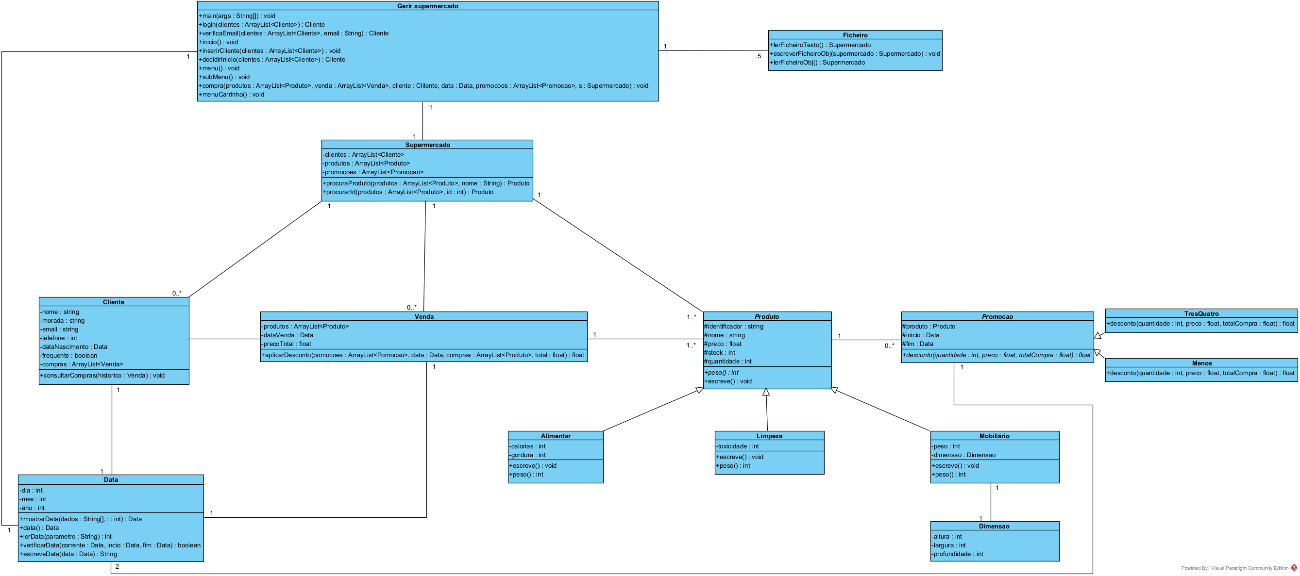 Gerir supermercado
+main(args : String[]) : void
+login(clientes : ArrayList<Cliente>) : Cliente
+verificaEmail(clientes : ArrayList<Cliente>, email : String) : Cliente
+inicio() : void
+inserirCliente(clientes : ArrayList<Cliente>) : void
+decidirInicio(clientes : ArrayList<Cliente>) : Cliente
+menu() : void
+subMenu() : void
+compra(produtos : ArrayList<Produto>, venda : ArrayList<Venda>, cliente : Cliente, data : Data, promocoes : ArrayList<Promocao>, s : Supermercado) : void
+menuCarrinho() : void
Ficheiro
+lerFicheiroTexto() : Supermercado
+escreverFicheiroObj(supermercado : Supermercado) : void
+lerFicheiroObj() : Supermercado
1
1
5
1
1
Supermercado
-clientes : ArrayList<Cliente>
-produtos : ArrayList<Produto>
-promocoes : ArrayList<Promocao>
+procuraProduto(produtos : ArrayList<Produto>, nome : String) : Produto
+procurarId(produtos : ArrayList<Produto>, id : int) : Produto
1
1
1
0..*
0..*
1..*
Cliente
-nome : string
-morada : string
-email : string
-telefone : int
-dataNascimento : Data
-frequente : boolean
-compras : ArrayList<Venda>
+consultarCompras(historico : Venda) : void
Venda
-produtos : ArrayList<Produto>
-dataVenda : Data
-precoTotal : float
+aplicarDesconto(pomocoes : ArrayList<Pomocao>, data : Data, compras : ArrayList<Produto>, total : float) : float
1
1..*
Produto
#identificador : string
#nome : string
#preco : float
#stock : int
#quantidade : int
+peso() : int
+escreve() : void
1
0..*
Promocao
#produto : Produto
#inicio : Data
#fim : Data
+desconto(quantidade : int, preco : float, totalCompra : float) : float
TresQuatro
+desconto(quantidade : int, preco : float, totalCompra : float) : float
Menos
+desconto(quantidade : int, preco : float, totalCompra : float) : float
1
1
1
Alimentar
-calorias : int
-gordura : int
+escreve() : void
+peso() : int
Limpeza
-toxicidade : int
+escreve() : void
+peso() : int
Mobiliário
-peso : int
-dimensao : Dimensao
+escreve() : void
+peso() : int
1
1
Dimensao
-altura : int
-largura : int
-profundidade : int
1
Data
-dia : int
-mes : int
-ano : int
+mostrarData(dados : String[], i : int) : Data
+data() : Data
+lerData(parametro : String) : int
+verificarData(corrente : Data, incio : Data, fim : Data) : boolean
+escreveData(data : Data) : String
1
1
2
Powered By: Visual Paradigm Community Edition